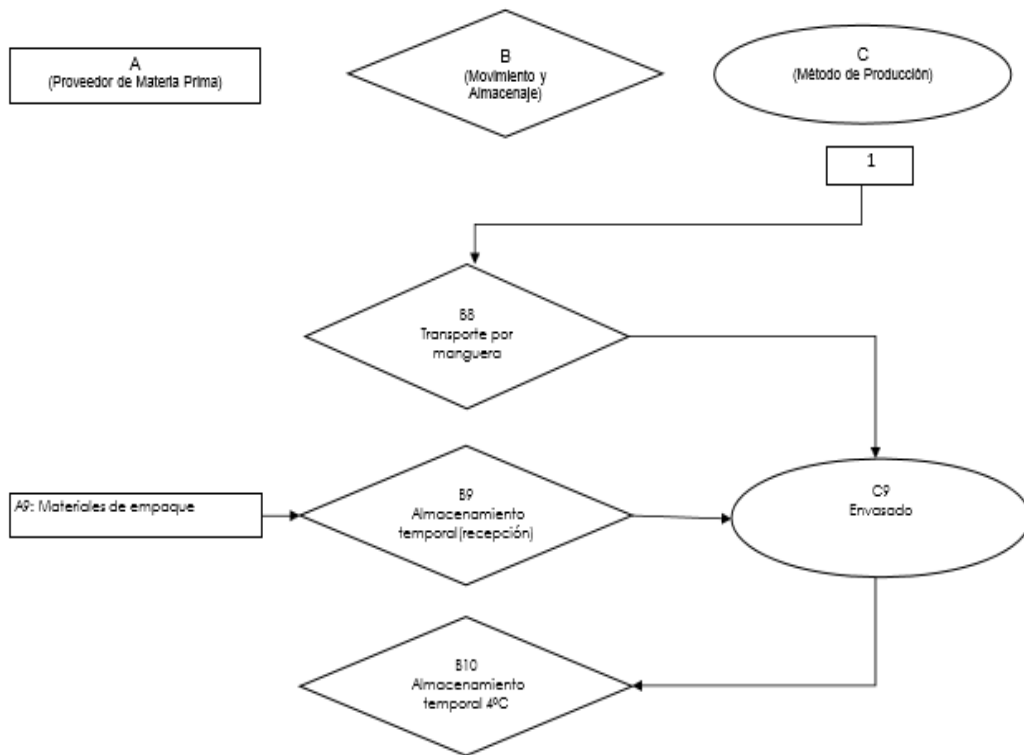 A
(Proveedor de Materia Prima)
B
(Movimiento y
Almacenaje)
C
(Método de Producción)
1
B8
Transporte por
manguera
A9: Materiales de empaque
B9
Almacenamiento
temporal(recepción)
C9
Envasado
B10
Almacenamiento
temporal 4ºC